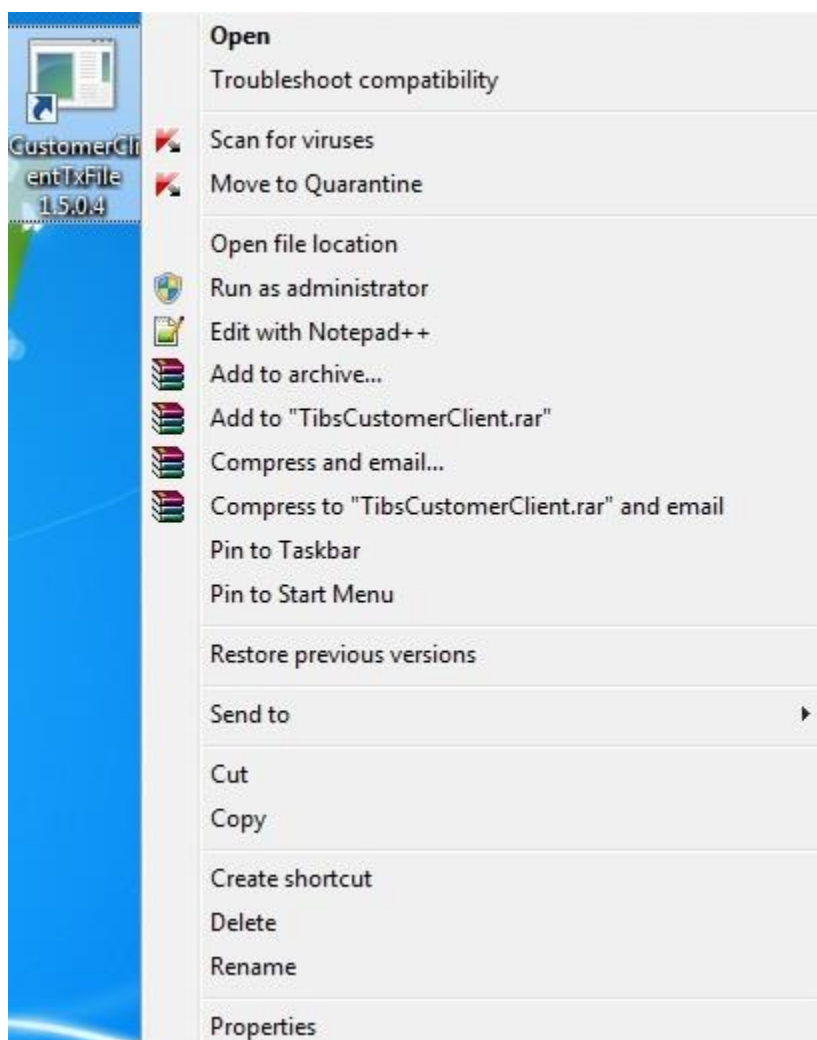 CustomerCli
entTxFile
1.5.0.4
Open
Troubleshoot compatibility
Scan for viruses
Move to Quarantine
Open file location
Run as administrator
Edit with Notepad++
Add to archive...
Add to "TibsCustomerClient.rar"
Compress and email...
Compress to "TibsCustomerClient.rar" and email
Pin to Taskbar
Pin to Start Menu
Restore previous versions
Send to
Cut
Copy
Create shortcut
Delete
Rename
Properties